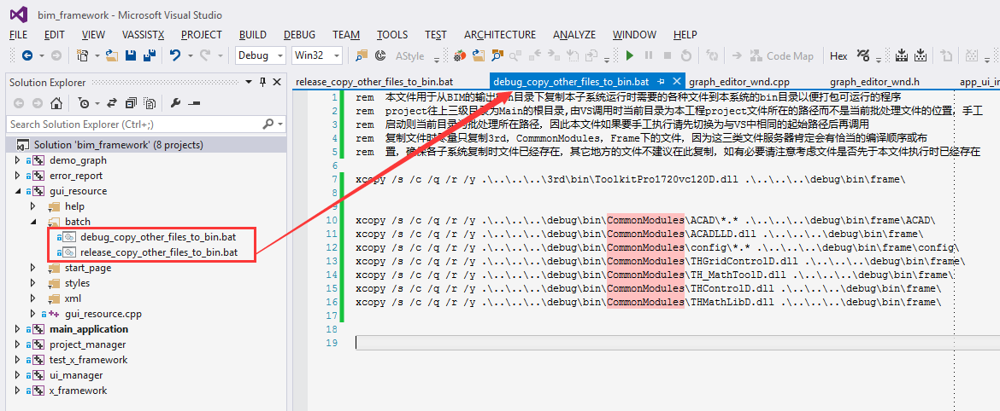 bim_framework - Microsoft Visual Studio
FILE EDIT VIEW VASSISTX PROJECT BUILD DEBUG TEAM TOOLS TEST ARCHITECTURE ANALYZE WINDOW HELP
Debug Win32 AStyle Code Map Hex
Solution Explorer
Search Solution Explorer (Ctrl+;)
Solution 'bim_framework' (8 projects)
demo_graph
error_report
gui_resource
help
batch
debug_copy_other_files_to_bin.bat
release_copy_other_files_to_bin.bat
start_page
styles
xml
gui_resource.cpp
main_application
project_manager
test_x_framework
ui_manager
x_framework
release_copy_other_files_to_bin.bat debug_copy_other_files_to_bin.bat graph_editor_wnd.cpp graph_editor_wnd.h app_ui_in
1 rem 本文件用于从BIM的输出bin目录下复制本子系统运行时需要的各种文件到本系统的bin目录以便打包可运行的程序
2 rem project往上三级目录为Main的根目录,由VS调用时当前目录为本工程project文件所在的路径而不是当前批处理文件的位置,手工
3 rem 启动则当前目录为批处理所在路径，因此本文件如果要手工执行请先切换为与VS中相同的起始路径后再调用
4 rem 复制文件时尽量只复制3rd，CommmonModules，Frame下的文件，因为这三类文件服务器肯定会有恰当的编译顺序或布
5 rem 置，确保各子系统复制时文件已经存在，其它地方的文件不建议在此复制，如有必要请注意考虑文件是否先于本文件执行时已经存在
6
7 xcopy /s /c /q /r /y .\..\..\..\3rd\bin\ToolkitPro1720vc120D.dll .\..\..\..\debug\bin\frame\
8
9
10 xcopy /s /c /q /r /y .\..\..\..\debug\bin\CommonModules\ACAD\*.* .\..\..\..\debug\bin\frame\ACAD\
11 xcopy /s /c /q /r /y .\..\..\..\debug\bin\CommonModules\ACADLLD.dll .\..\..\..\debug\bin\frame\
12 xcopy /s /c /q /r /y .\..\..\..\debug\bin\CommonModules\config\*.* .\..\..\..\debug\bin\frame\config\
13 xcopy /s /c /q /r /y .\..\..\..\debug\bin\CommonModules\THGridControlD.dll .\..\..\..\debug\bin\frame\
14 xcopy /s /c /q /r /y .\..\..\..\debug\bin\CommonModules\TH_MathToolD.dll .\..\..\..\debug\bin\frame\
15 xcopy /s /c /q /r /y .\..\..\..\debug\bin\CommonModules\THControlD.dll .\..\..\..\debug\bin\frame\
16 xcopy /s /c /q /r /y .\..\..\..\debug\bin\CommonModules\THMathLibD.dll .\..\..\..\debug\bin\frame\
17
18
19